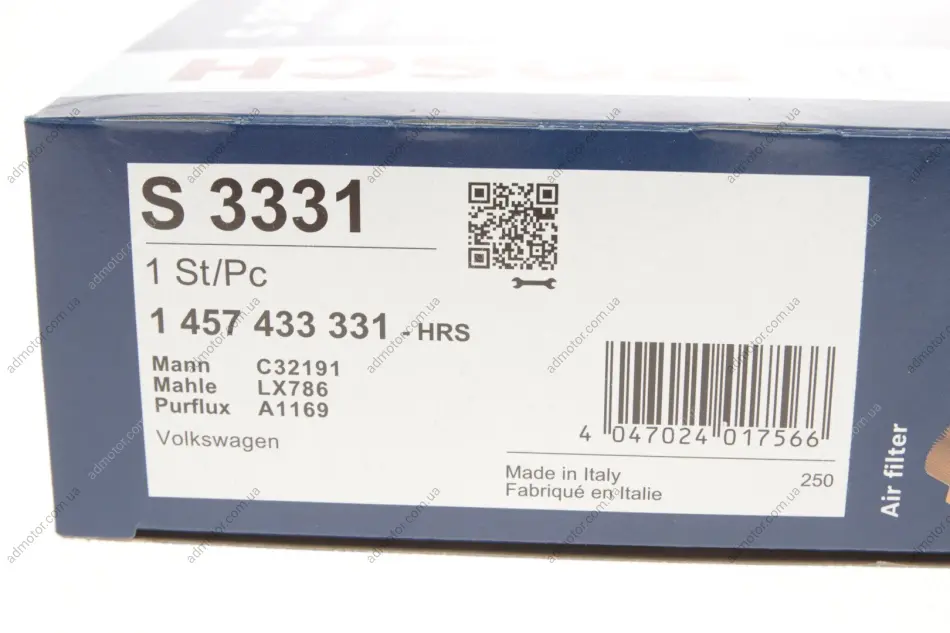 BOSCH
S 3331
1 St/Pc
1 457 433 331 - HRS
Mann C32191
Mahle LX786
Purflux A1169
Volkswagen
4 047024 017566
Made in Italy
Fabriqué en Italie
250
Air filter
admotor.com.ua